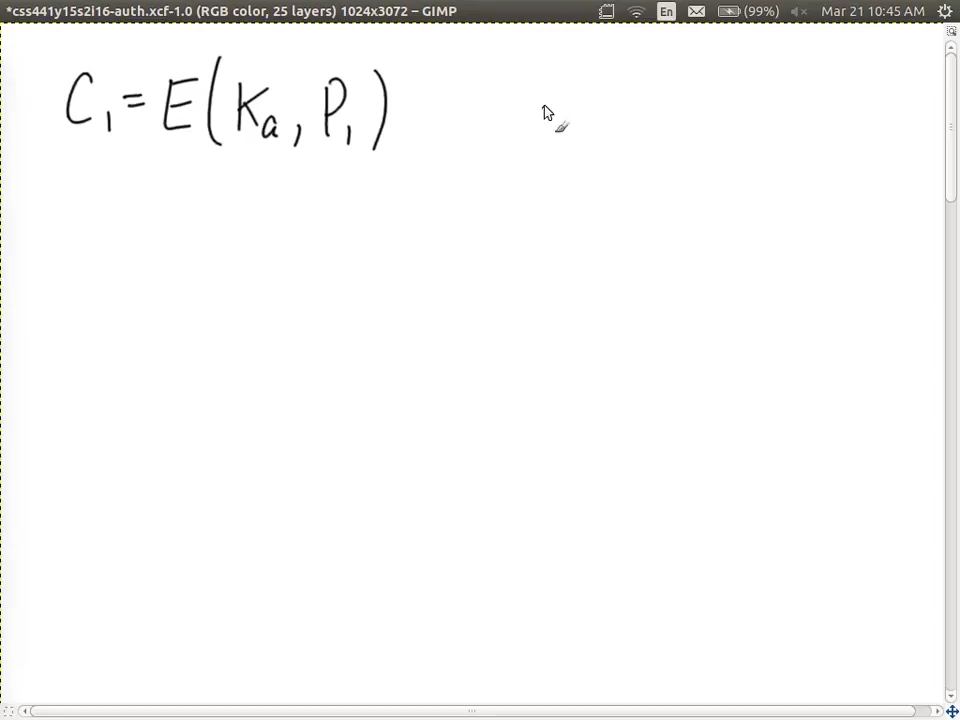 *css441y15s2i16-auth.xcf-1.0 (RGB color, 25 layers) 1024x3072 – GIMP En (99%) Mar 21 10:45 AM
C₁ = E(Kₐ, P₁)